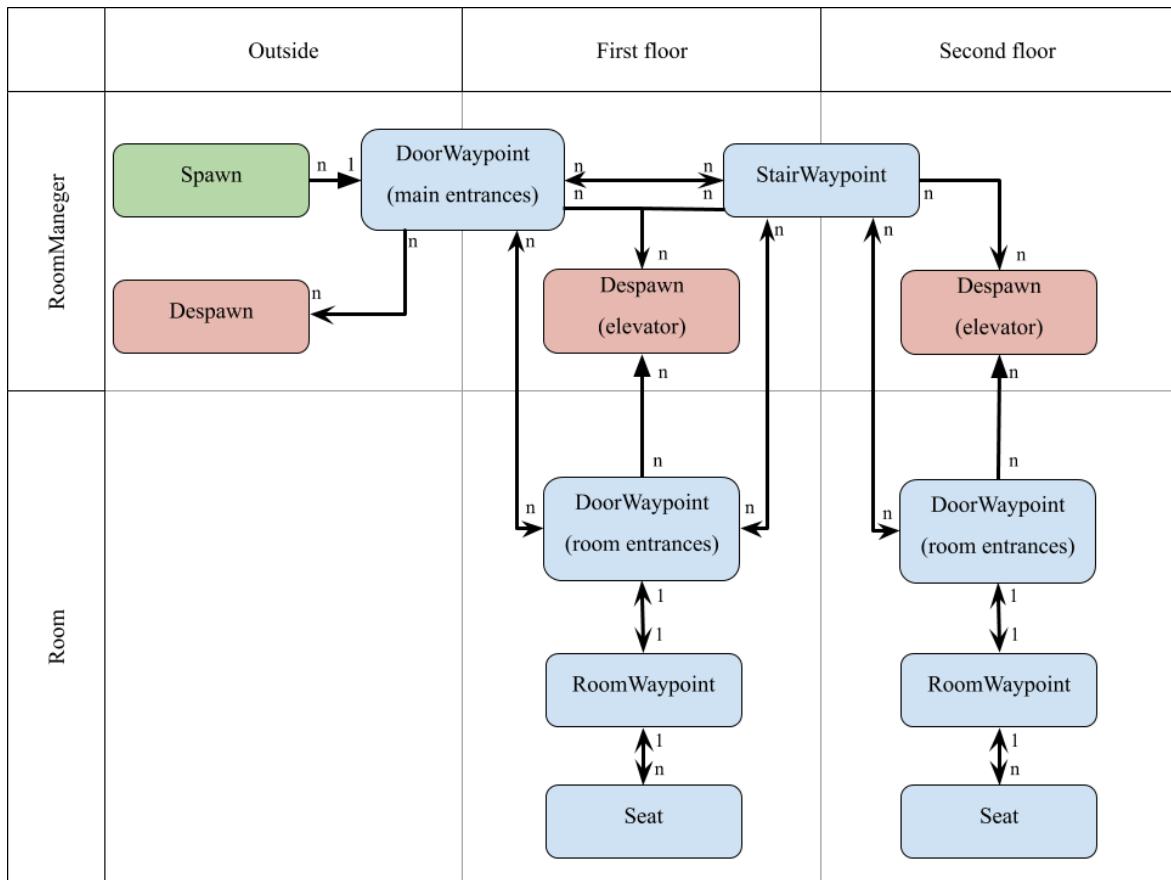 Outside
First floor
Second floor
RoomManeger
Spawn
n
1
DoorWaypoint
(main entrances)
n
n
n
n
StairWaypoint
n
n
n
n
n
n
Despawn
n
Despawn
(elevator)
n
Despawn
(elevator)
n
n
n
Room
n
n
DoorWaypoint
(room entrances)
n
n
n
DoorWaypoint
(room entrances)
1
1
RoomWaypoint
1
1
RoomWaypoint
1
n
Seat
1
n
Seat